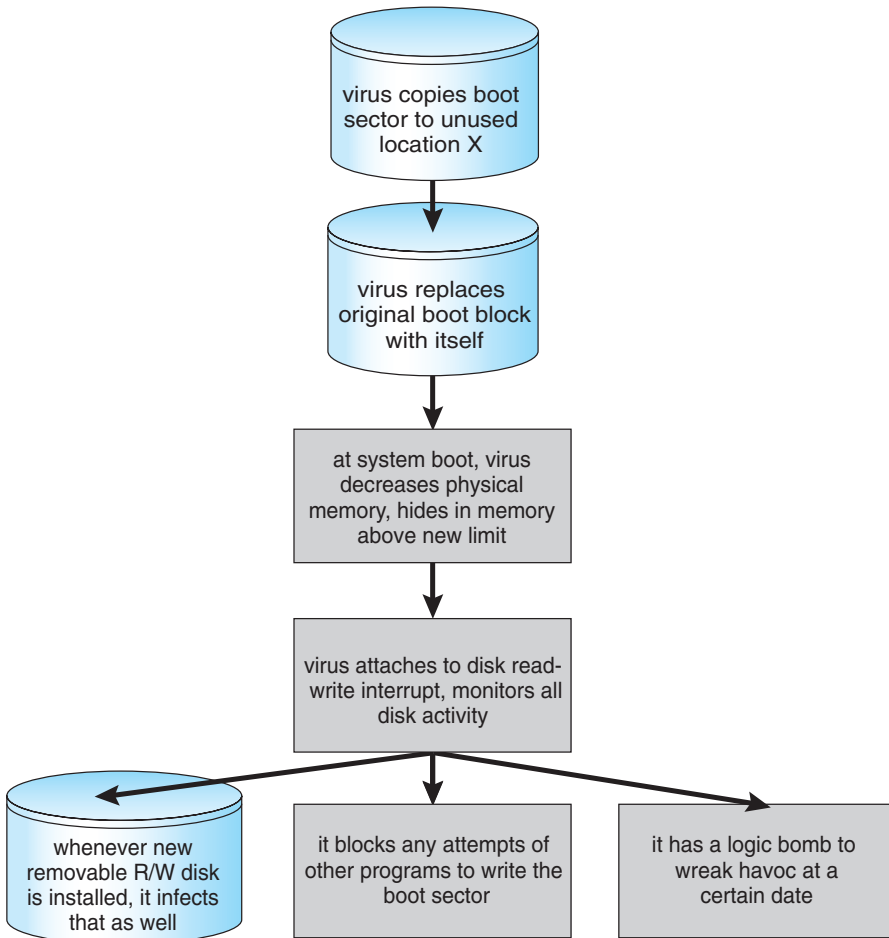 virus copies boot
sector to unused
location X
virus replaces
original boot block
with itself
at system boot, virus
decreases physical
memory, hides in memory
above new limit
virus attaches to disk read-
write interrupt, monitors all
disk activity
whenever new
removable R/W disk
is installed, it infects
that as well
it blocks any attempts of
other programs to write the
boot sector
it has a logic bomb to
wreak havoc at a
certain date